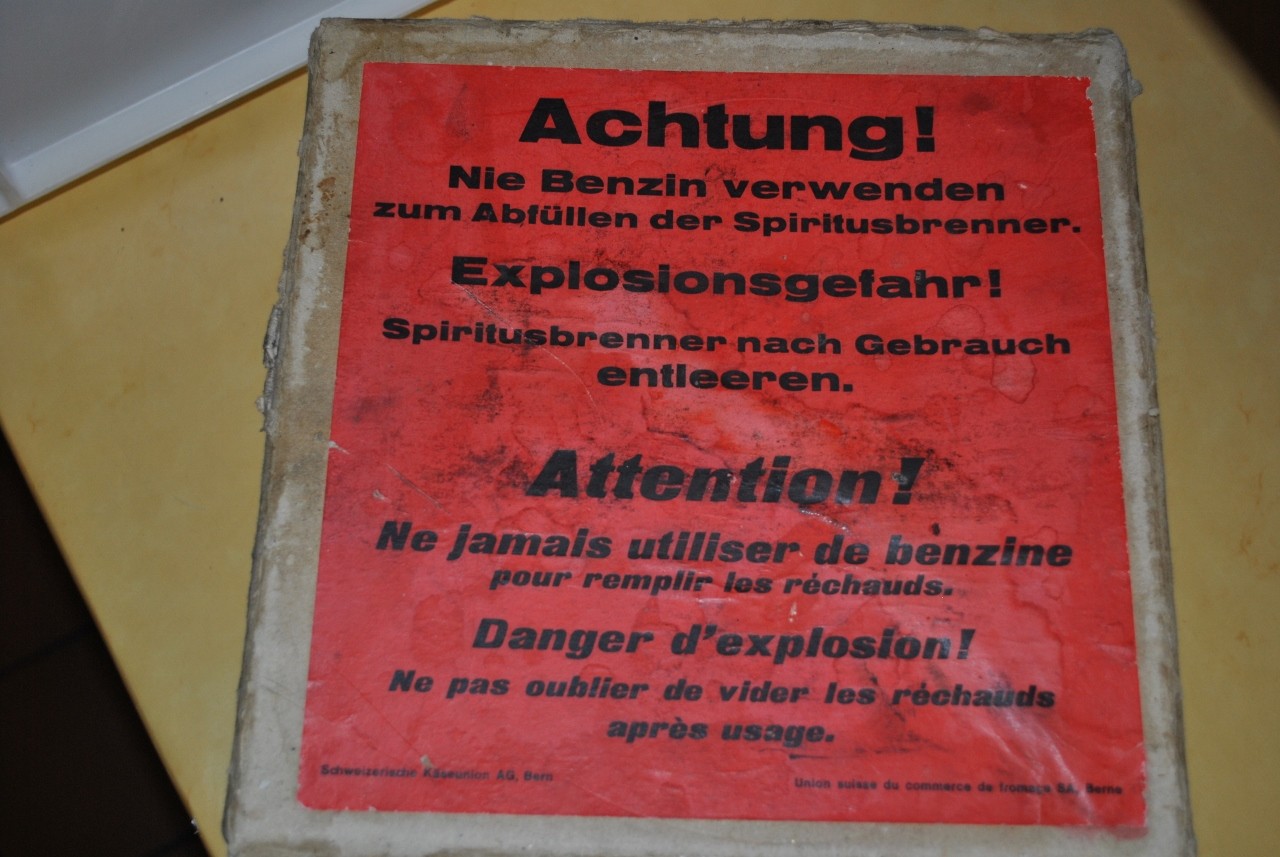 Achtung!
Nie Benzin verwenden
zum Abfüllen der Spiritusbrenner.
Explosionsgefahr!
Spiritusbrenner nach Gebrauch
entleeren.
Attention!
Ne jamais utiliser de benzine
pour remplir les réchauds.
Danger d'explosion!
Ne pas oublier de vider les réchauds
après usage.
Schweizerische Käseunion AG, Bern
Union suisse du commerce de fromage SA, Berne